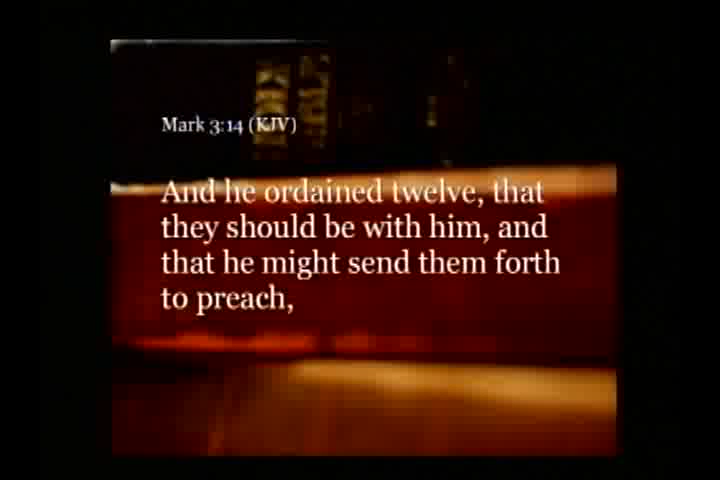 Mark 3:14 (KJV)
And he ordained twelve, that
they should be with him, and
that he might send them forth
to preach,